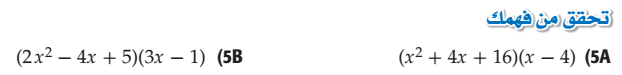 تحقق من فهمك
(x² + 4x + 16)(x − 4) (5A
(2x² − 4x + 5)(3x − 1) (5B